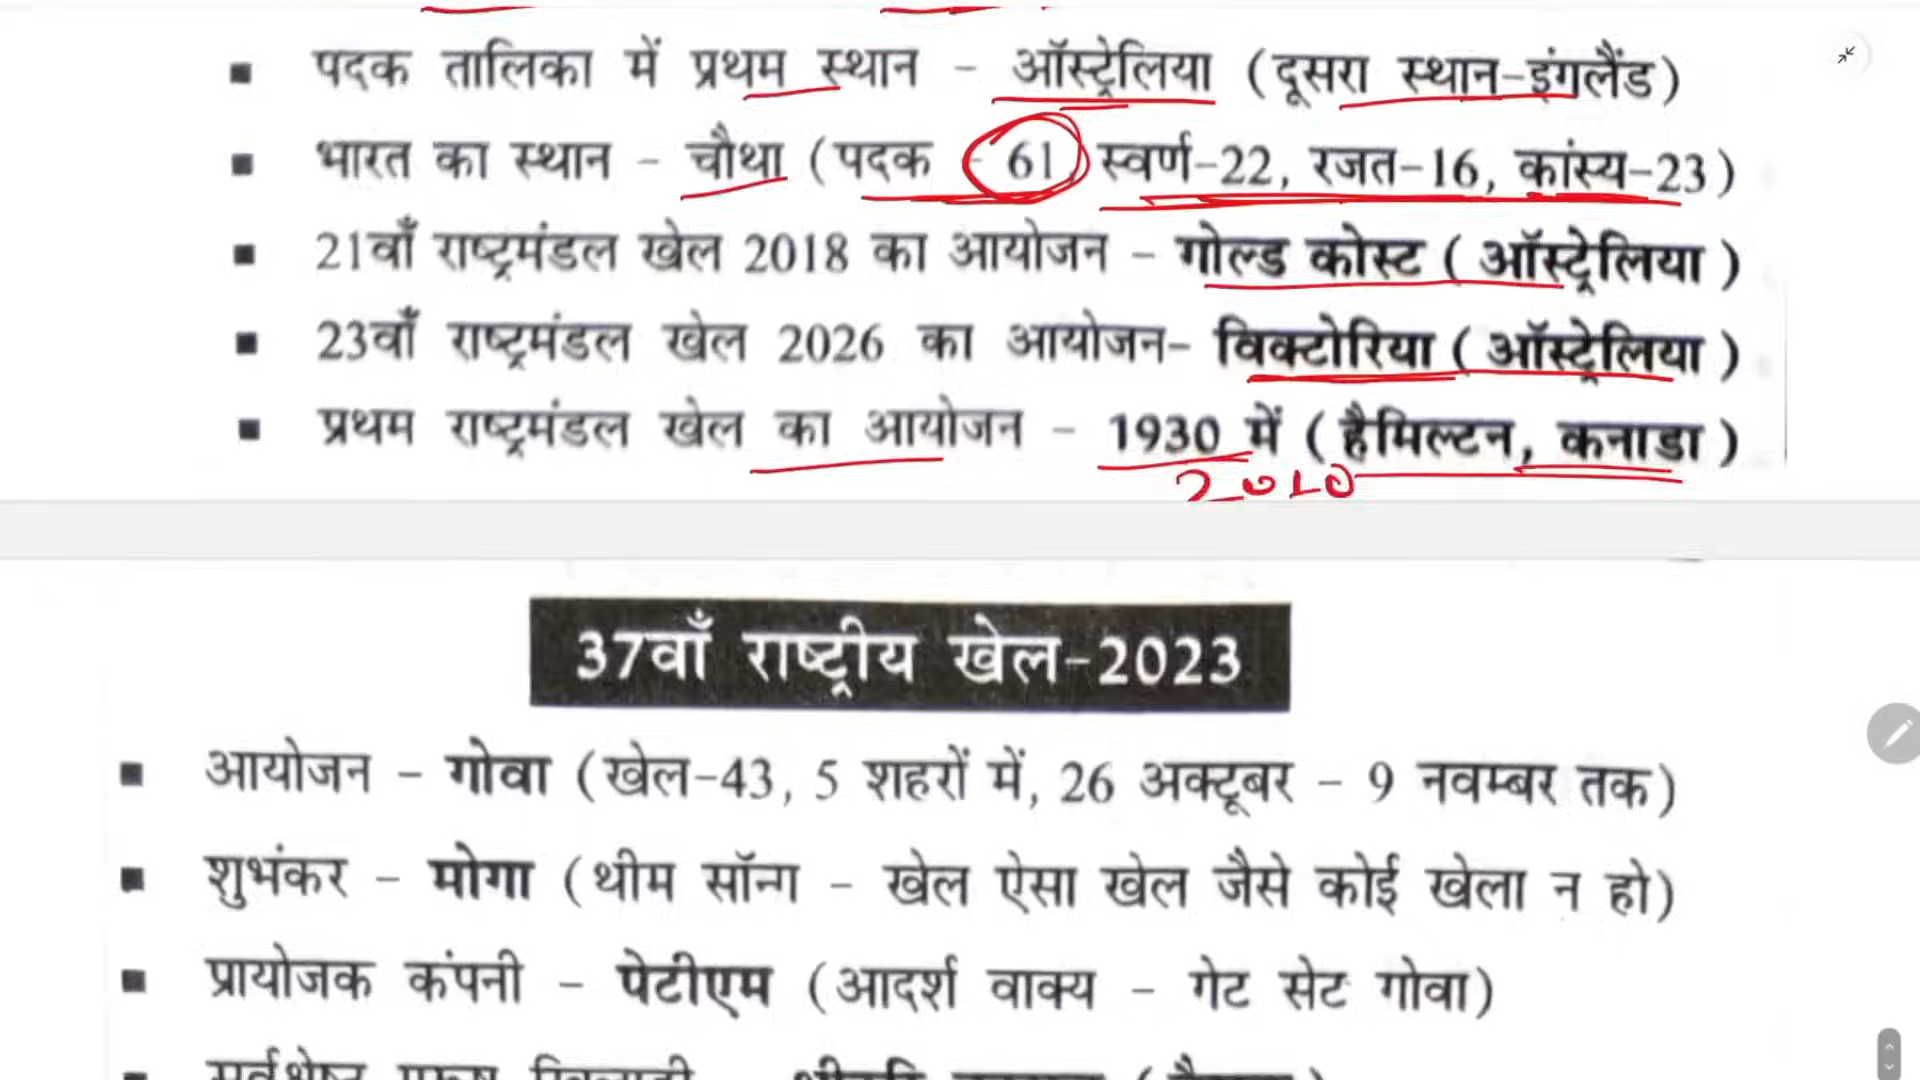 पदक तालिका में प्रथम स्थान - ऑस्ट्रेलिया (दूसरा स्थान-इंगलैंड)
भारत का स्थान - चौथा (पदक - 61, स्वर्ण-22, रजत-16, कांस्य-23)
21वाँ राष्ट्रमंडल खेल 2018 का आयोजन - गोल्ड कोस्ट ( ऑस्ट्रेलिया )
23वाँ राष्ट्रमंडल खेल 2026 का आयोजन- विक्टोरिया ( ऑस्ट्रेलिया )
प्रथम राष्ट्रमंडल खेल का आयोजन - 1930 में ( हैमिल्टन, कनाडा )
2010
37वाँ राष्ट्रीय खेल-2023
आयोजन - गोवा (खेल-43, 5 शहरों में, 26 अक्टूबर - 9 नवम्बर तक)
शुभंकर - मोगा (थीम सॉन्ग - खेल ऐसा खेल जैसे कोई खेला न हो)
प्रायोजक कंपनी - पेटीएम (आदर्श वाक्य - गेट सेट गोवा)